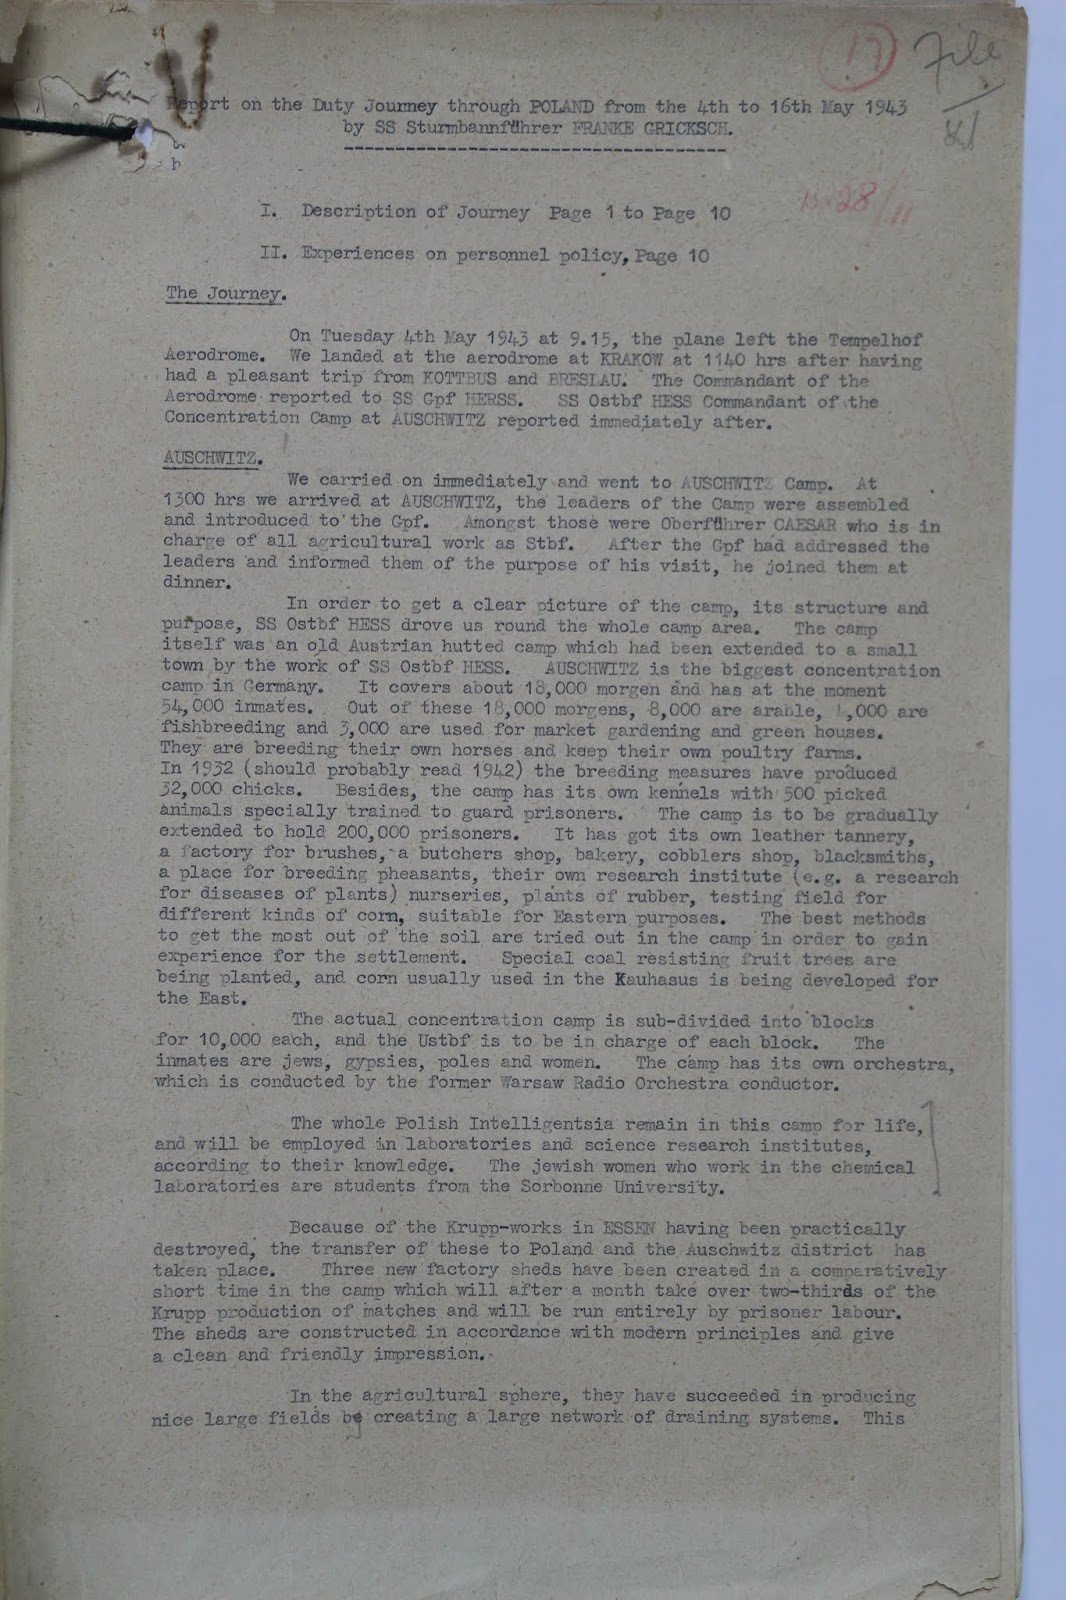 17 File
Report on the Duty Journey through POLAND from the 4th to 16th May 1943
by SS Sturmbannführer FRANKE GRICKSCH.
b
28/11
I. Description of Journey Page 1 to Page 10
II. Experiences on personnel policy, Page 10
The Journey.
On Tuesday 4th May 1943 at 9.15, the plane left the Tempelhof
Aerodrome. We landed at the aerodrome at KRAKOW at 1140 hrs after having
had a pleasant trip from KOTTBUS and BRESLAU. The Commandant of the
Aerodrome reported to SS Gpf HERSS. SS Ostbf HESS Commandant of the
Concentration Camp at AUSCHWITZ reported immediately after.
AUSCHWITZ.
We carried on immediately and went to AUSCHWITZ Camp. At
1300 hrs we arrived at AUSCHWITZ, the leaders of the Camp were assembled
and introduced to the Gpf. Amongst those were Oberführer CAESAR who is in
charge of all agricultural work as Stbf. After the Gpf had addressed the
leaders and informed them of the purpose of his visit, he joined them at
dinner.
In order to get a clear picture of the camp, its structure and
purpose, SS Ostbf HESS drove us round the whole camp area. The camp
itself was an old Austrian hutted camp which had been extended to a small
town by the work of SS Ostbf HESS. AUSCHWITZ is the biggest concentration
camp in Germany. It covers about 18,000 morgen and has at the moment
54,000 inmates. Out of these 18,000 morgens, 8,000 are arable, ,000 are
fishbreeding and 3,000 are used for market gardening and green houses.
They are breeding their own horses and keep their own poultry farms.
In 1932 (should probably read 1942) the breeding measures have produced
32,000 chicks. Besides, the camp has its own kennels with 500 picked
animals specially trained to guard prisoners. The camp is to be gradually
extended to hold 200,000 prisoners. It has got its own leather tannery,
a factory for brushes, a butchers shop, bakery, cobblers shop, blacksmiths,
a place for breeding pheasants, their own research institute (e.g. a research
for diseases of plants) nurseries, plants of rubber, testing field for
different kinds of corn, suitable for Eastern purposes. The best methods
to get the most out of the soil are tried out in the camp in order to gain
experience for the settlement. Special coal resisting fruit trees are
being planted, and corn usually used in the Kauhasus is being developed for
the East.
The actual concentration camp is sub-divided into blocks
for 10,000 each, and the Ustbf is to be in charge of each block. The
inmates are jews, gypsies, poles and women. The camp has its own orchestra,
which is conducted by the former Warsaw Radio Orchestra conductor.
The whole Polish Intelligentsia remain in this camp for life,
and will be employed in laboratories and science research institutes,
according to their knowledge. The jewish women who work in the chemical
laboratories are students from the Sorbonne University.
Because of the Krupp-works in ESSEN having been practically
destroyed, the transfer of these to Poland and the Auschwitz district has
taken place. Three new factory sheds have been created in a comparatively
short time in the camp which will after a month take over two-thirds of the
Krupp production of matches and will be run entirely by prisoner labour.
The sheds are constructed in accordance with modern principles and give
a clean and friendly impression.
In the agricultural sphere, they have succeeded in producing
nice large fields by creating a large network of draining systems. This